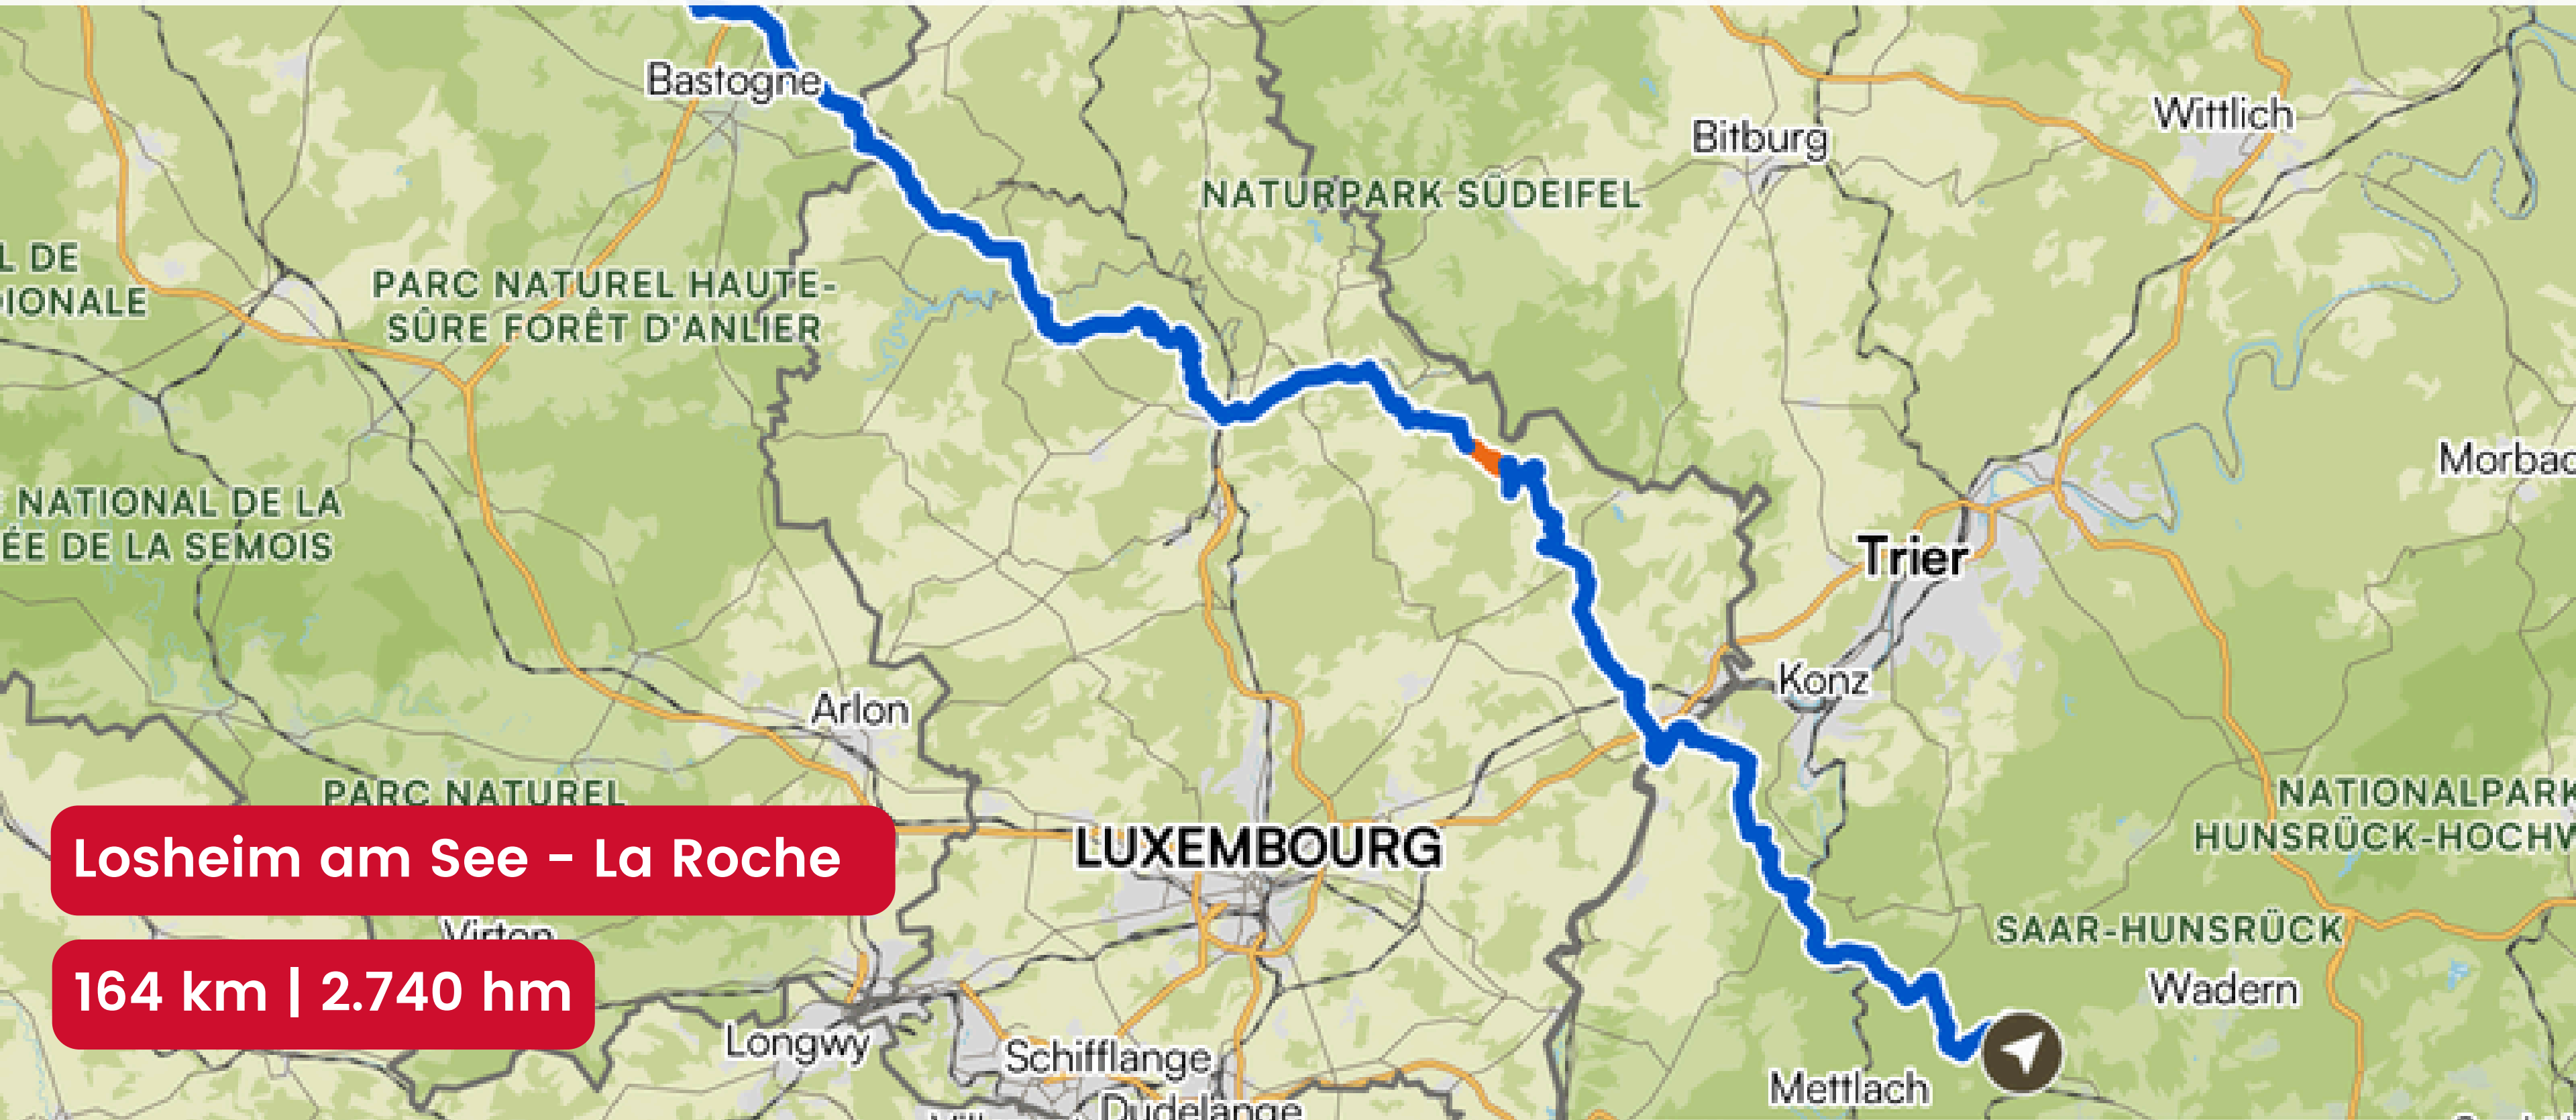 Bastogne
Wittlich
Bitburg
NATURPARK SÜDEIFEL
L DE
IONALE
PARC NATUREL HAUTE-
SÛRE FORÊT D'ANLIER
Morbac
NATIONAL DE LA
ÉE DE LA SEMOIS
Trier
Konz
Arlon
PARC NATUREL
NATIONALPARK
HUNSRÜCK-HOCHW
LUXEMBOURG
Losheim am See - La Roche
SAAR-HUNSRÜCK
Virton
Wadern
164 km | 2.740 hm
Longwy
Schifflange
Mettlach
Dudelange